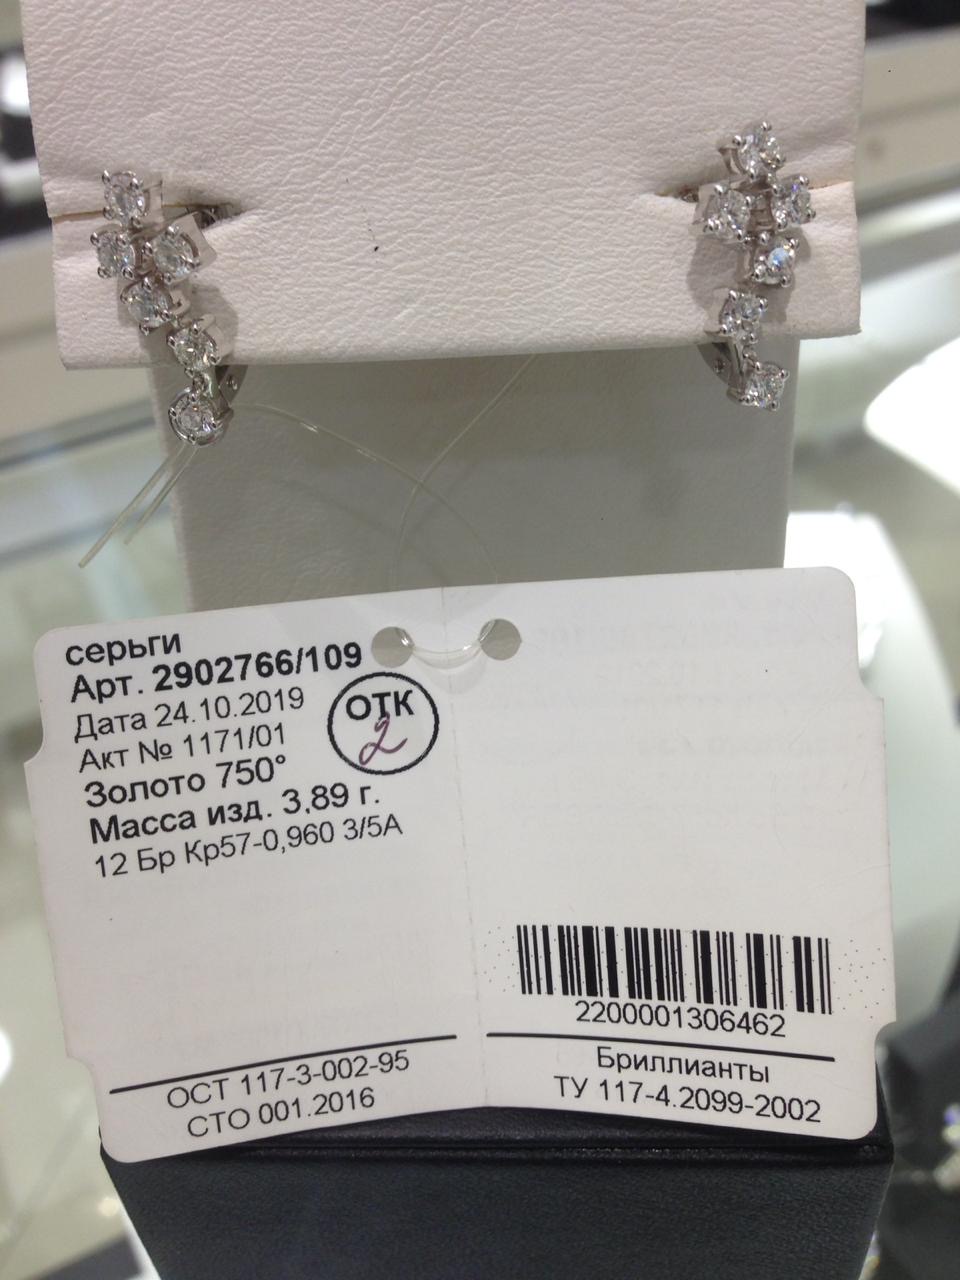 серьги
Арт. 2902766/109
Дата 24.10.2019
Акт № 1171/01
ОТК
2
Золото 750°
Масса изд. 3,89 г.
12 Бр Кр57-0,960 3/5А
ОСТ 117-3-002-95
СТО 001.2016
2200001306462
Бриллианты
ТУ 117-4.2099-2002